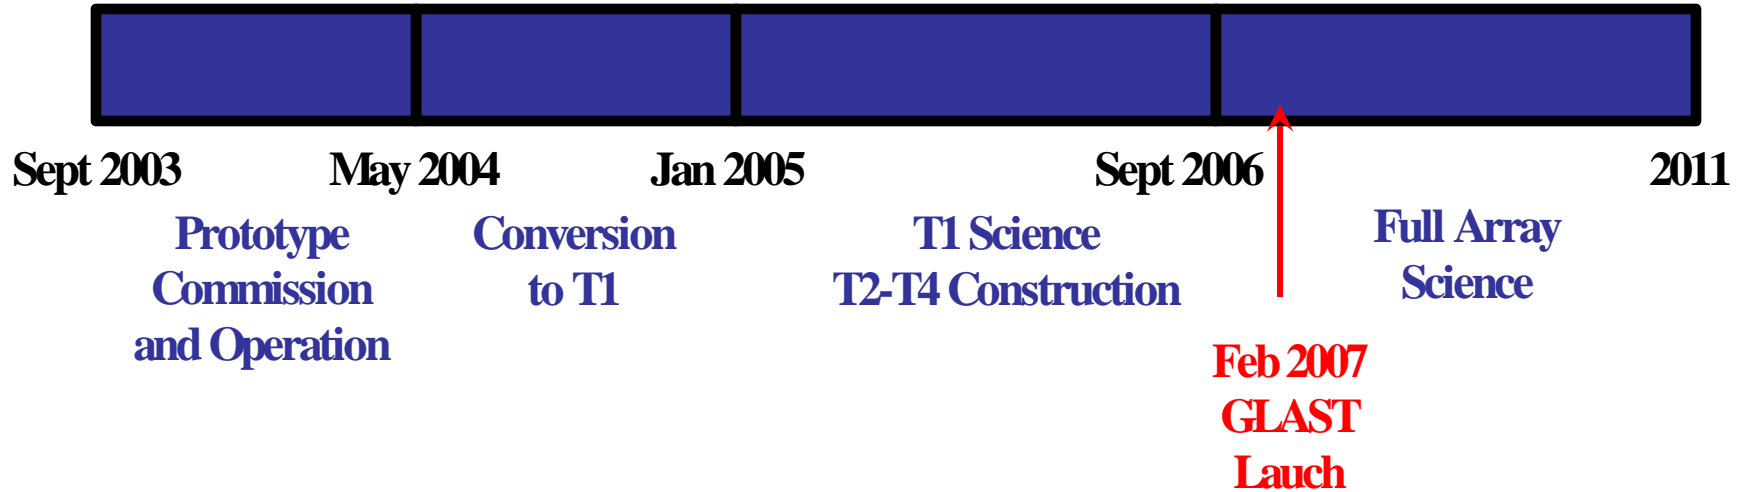 Sept 2003
May 2004
Jan 2005
Sept 2006
2011
Prototype
Commission
and Operation
Conversion
to T1
T1 Science
T2-T4 Construction
Full Array
Science
Feb 2007
GLAST
Lauch